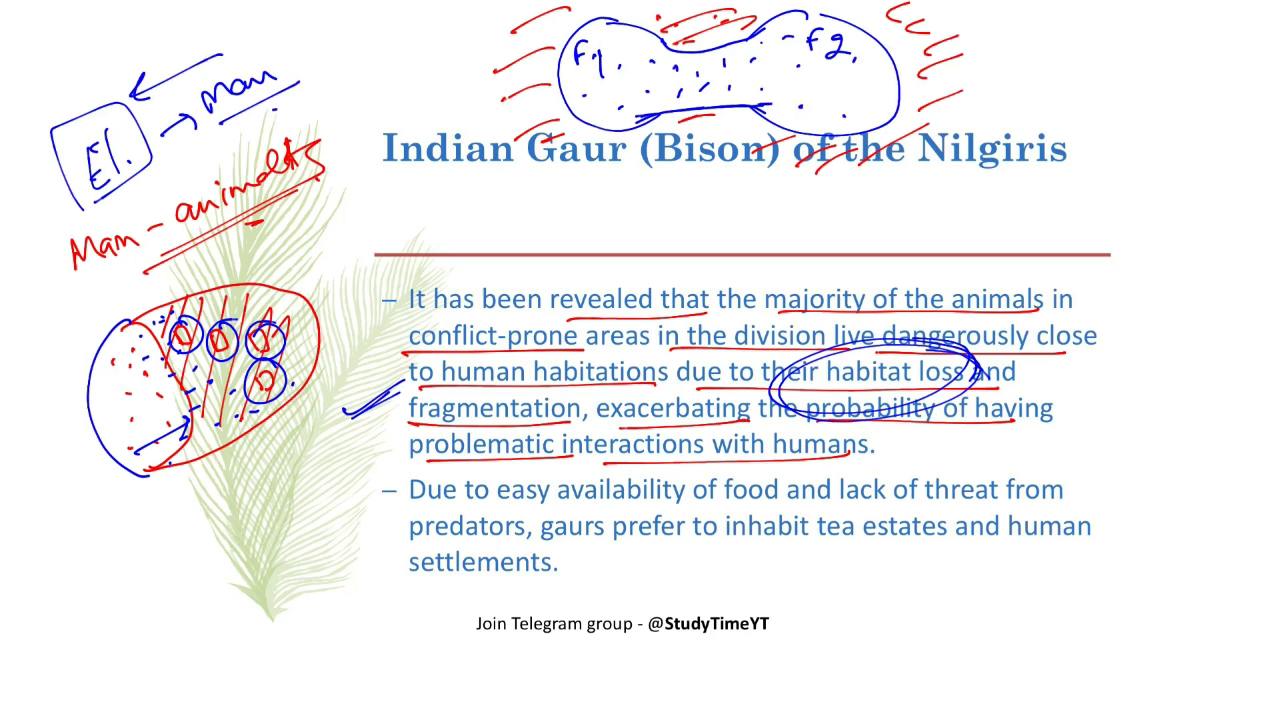 F1 F2
El. → Man
Man - animals
Indian Gaur (Bison) of the Nilgiris
– It has been revealed that the majority of the animals in
conflict-prone areas in the division live dangerously close
to human habitations due to their habitat loss and
fragmentation, exacerbating the probability of having
problematic interactions with humans.
– Due to easy availability of food and lack of threat from
predators, gaurs prefer to inhabit tea estates and human
settlements.
Join Telegram group - @StudyTimeYT